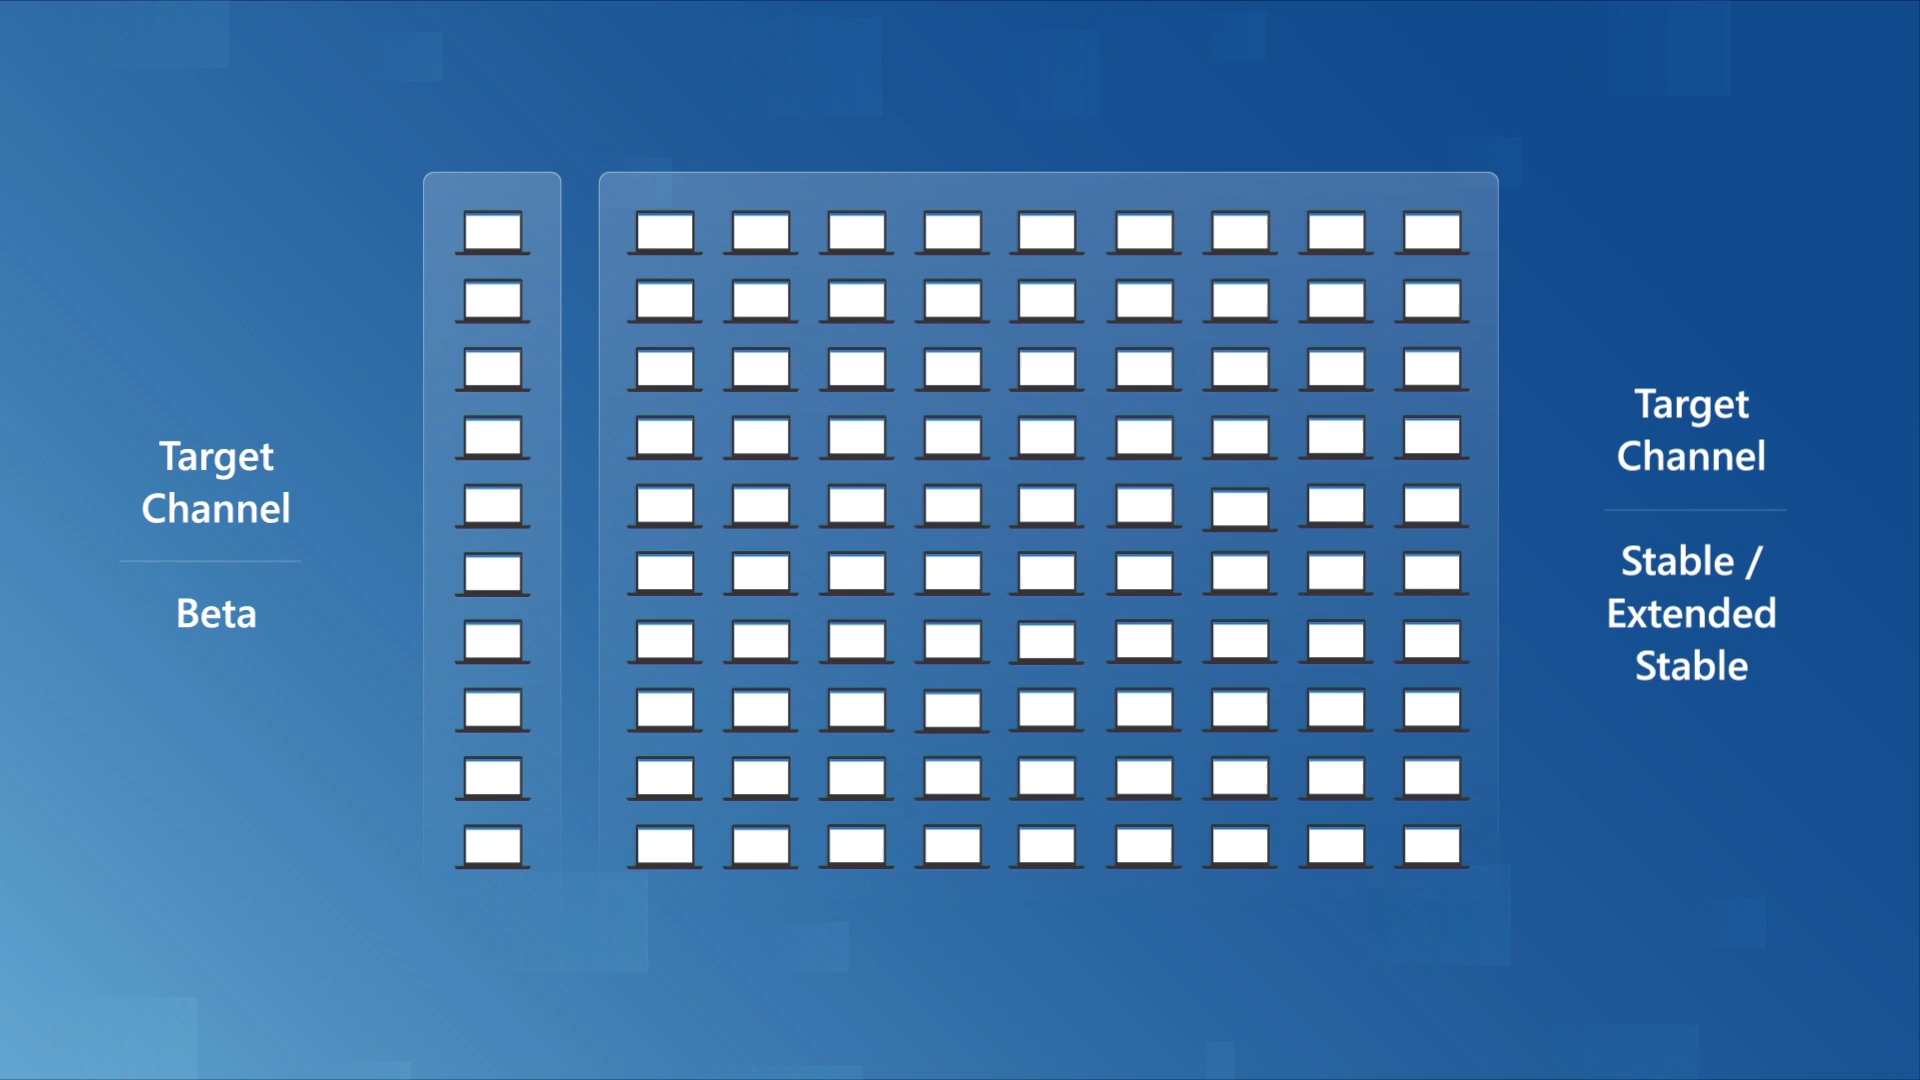 Target
Channel
Beta
Target
Channel
Stable /
Extended
Stable